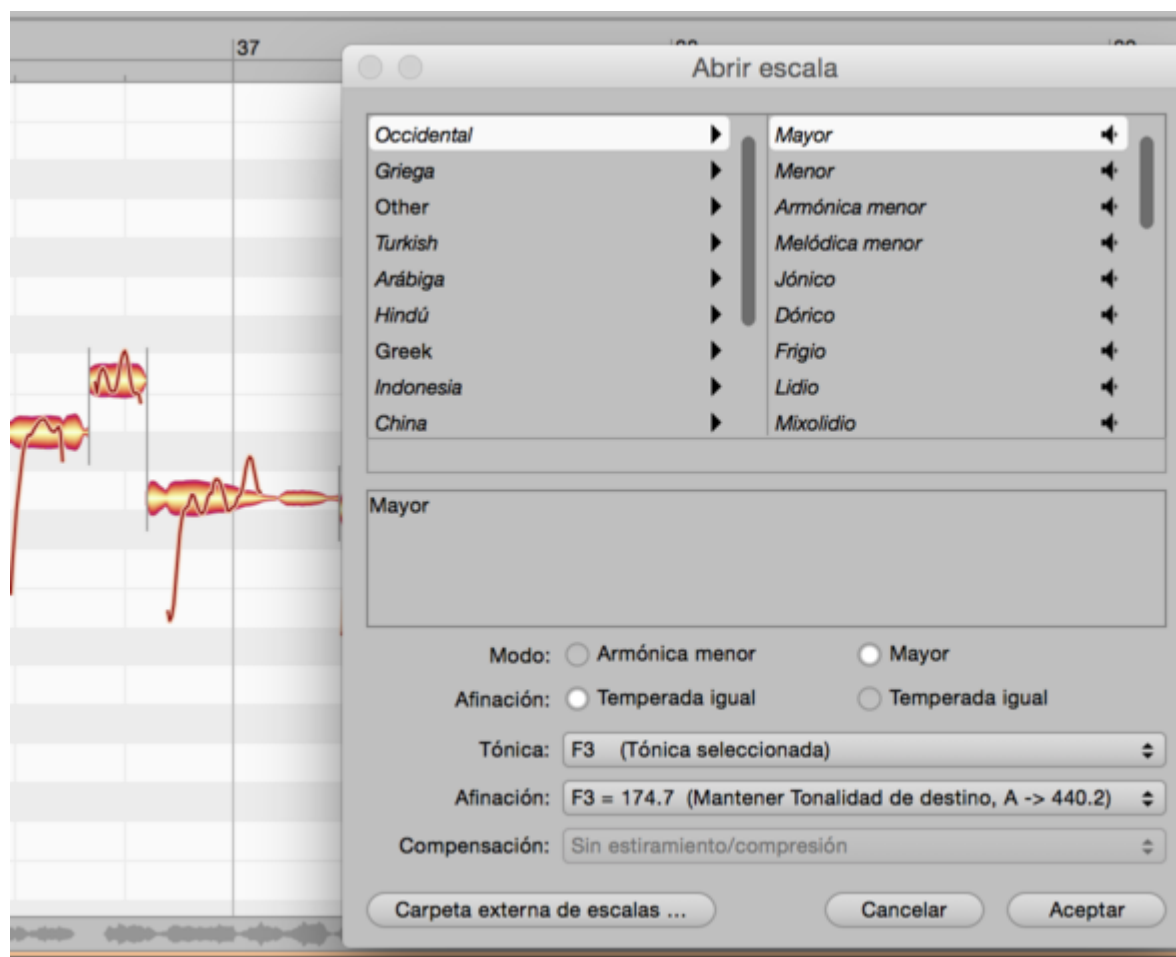 37
Abrir escala
Occidental
Griega
Other
Turkish
Arábiga
Hindú
Greek
Indonesia
China
Mayor
Menor
Armónica menor
Melódica menor
Jónico
Dórico
Frigio
Lidio
Mixolidio
Mayor
Modo: Armónica menor Mayor
Afinación: Temperada igual Temperada igual
Tónica: F3 (Tónica seleccionada)
Afinación: F3 = 174.7 (Mantener Tonalidad de destino, A -> 440.2)
Compensación: Sin estiramiento/compresión
Carpeta externa de escalas ... Cancelar Aceptar